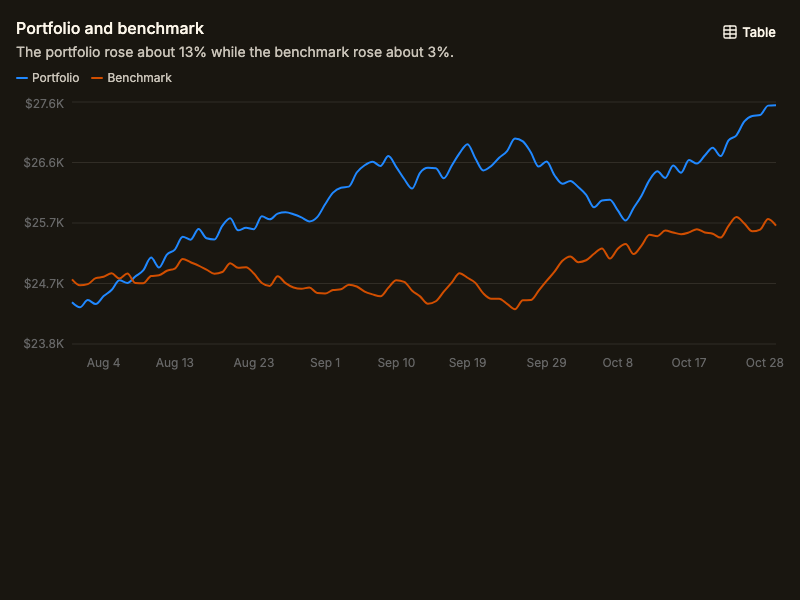 Portfolio and benchmark
Table
The portfolio rose about 13% while the benchmark rose about 3%.
Portfolio Benchmark
$27.6K
$26.6K
$25.7K
$24.7K
$23.8K
Aug 4 Aug 13 Aug 23 Sep 1 Sep 10 Sep 19 Sep 29 Oct 8 Oct 17 Oct 28